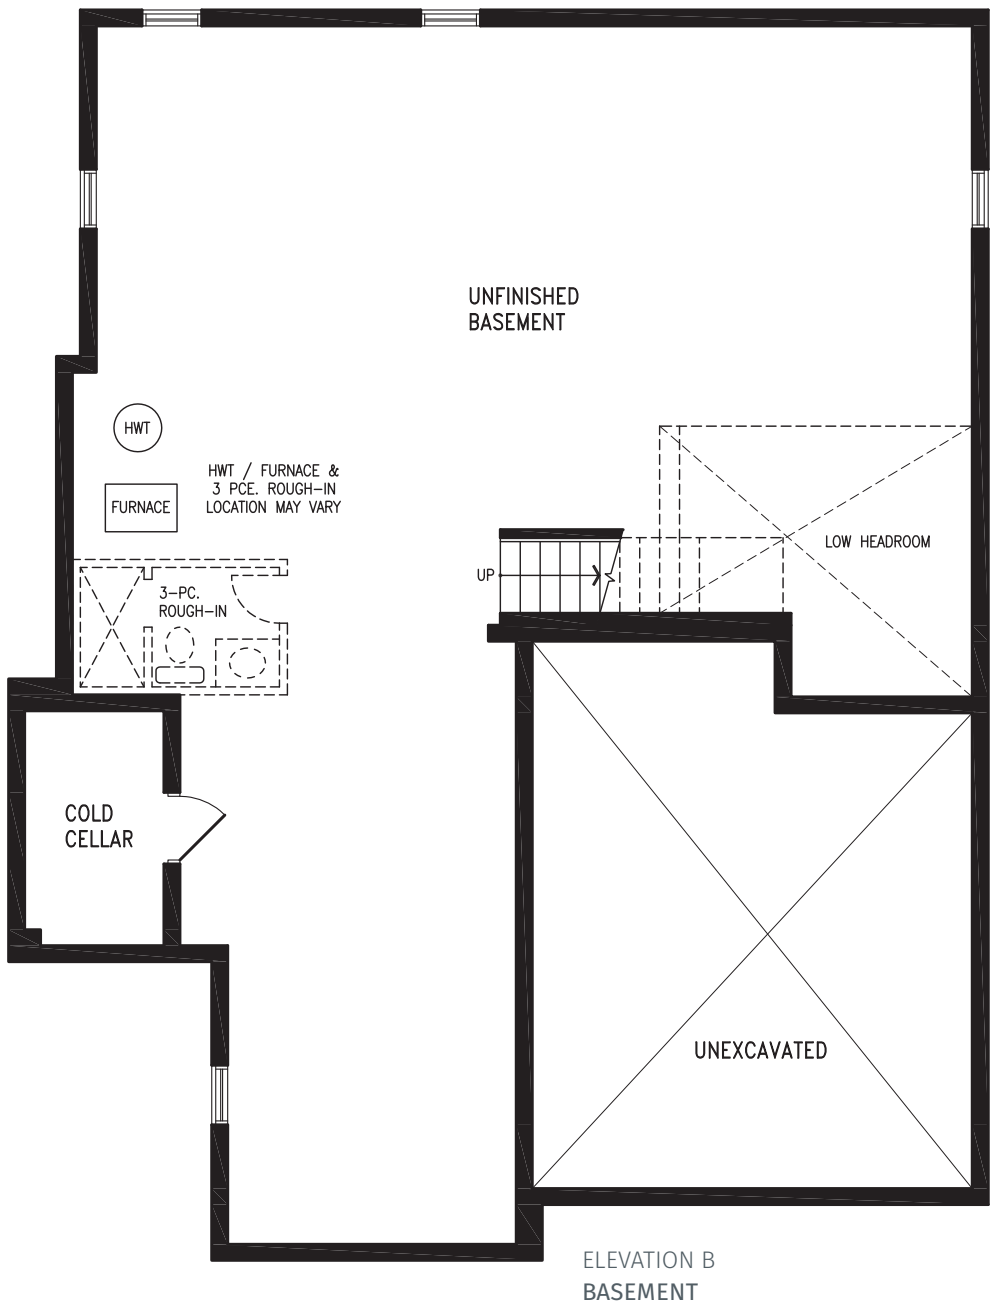 UNFINISHED
BASEMENT
HWT
HWT / FURNACE &
3 PCE. ROUGH-IN
LOCATION MAY VARY
FURNACE
LOW HEADROOM
UP
3-PC.
ROUGH-IN
COLD
CELLAR
UNEXCAVATED
ELEVATION B
BASEMENT